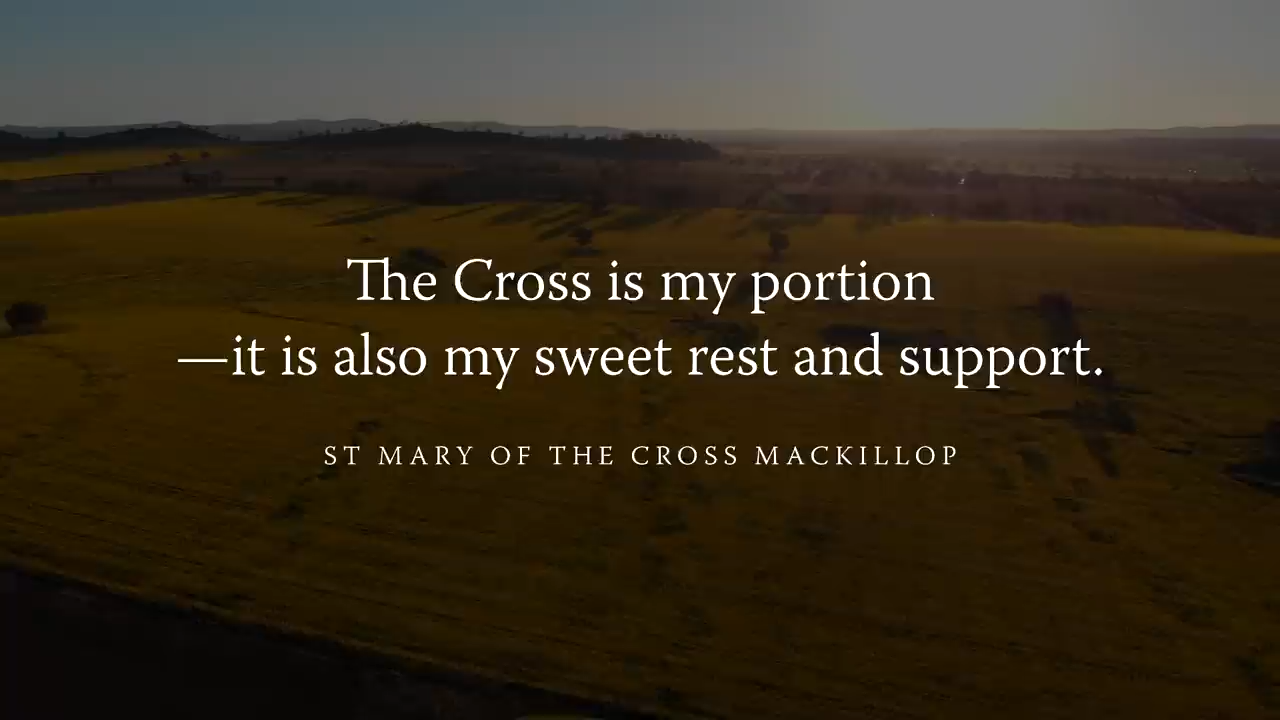 The Cross is my portion
—it is also my sweet rest and support.
ST MARY OF THE CROSS MACKILLOP